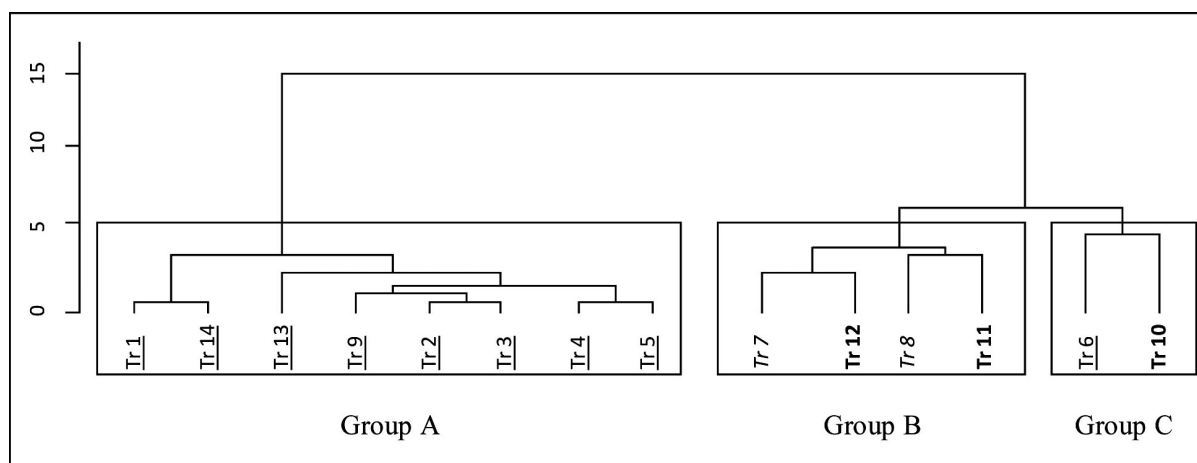 15
10
5
0
Tr 1
Tr 14
Tr 13
Tr 9
Tr 2
Tr 3
Tr 4
Tr 5
Tr 7
Tr 12
Tr 8
Tr 11
Tr 6
Tr 10
Group A
Group B
Group C